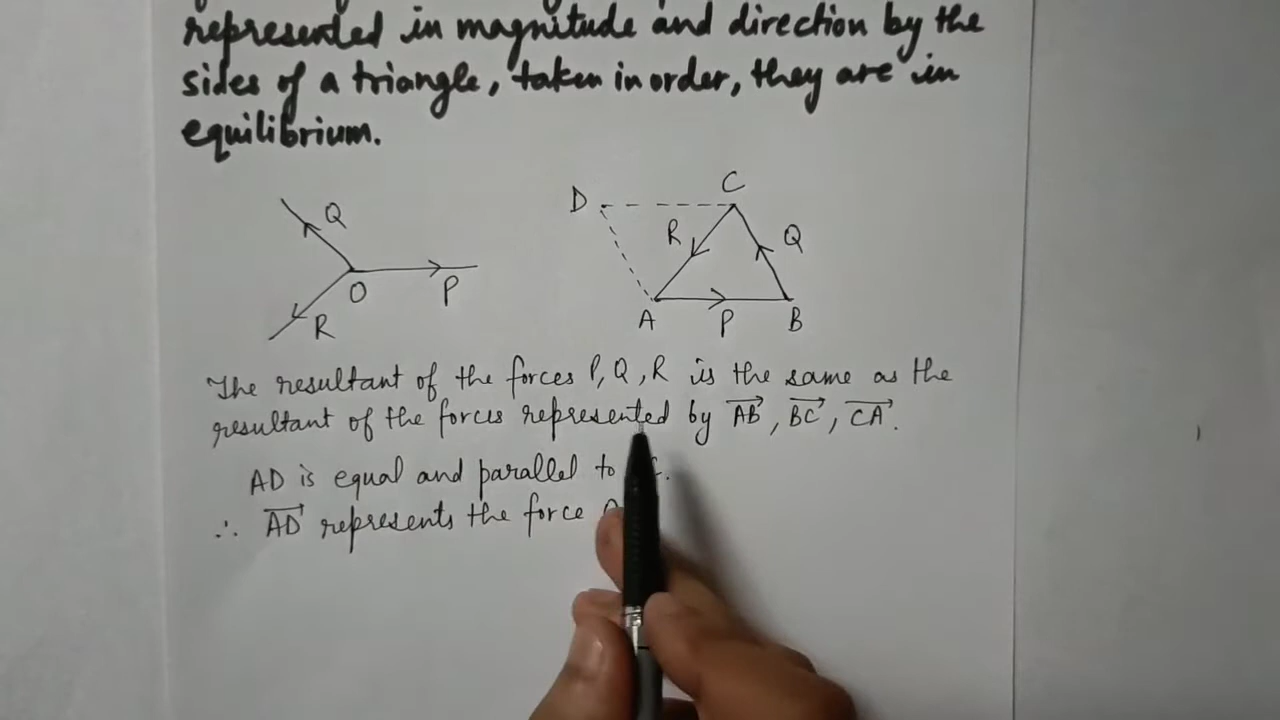 represented in magnitude and direction by the
sides of a triangle, taken in order, they are in
equilibrium.
Q
O
P
R
D
C
R
Q
A
P
B
The resultant of the forces P, Q, R is the same as the
resultant of the forces represented by AB, BC, CA.
AD is equal and parallel to
∴ AD represents the force